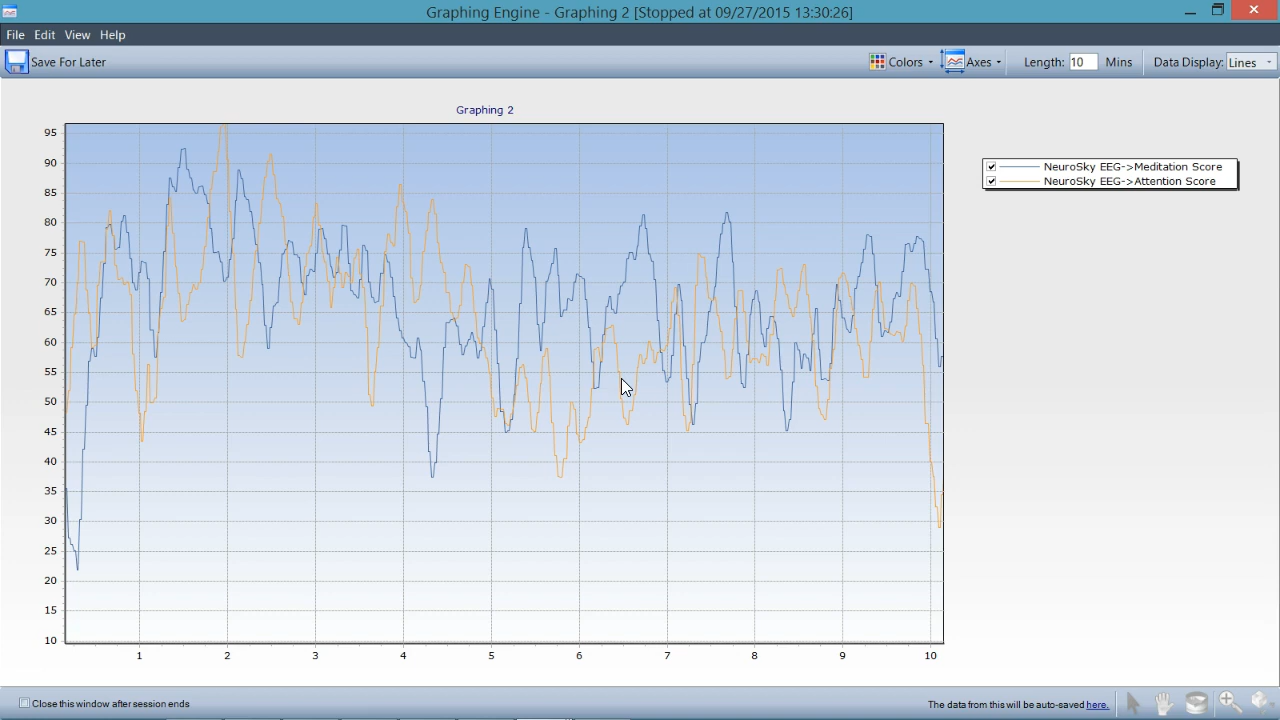 Graphing Engine - Graphing 2 [Stopped at 09/27/2015 13:30:26]
File Edit View Help
Save For Later
Colors
Axes
Length: 10 Mins
Data Display: Lines
Graphing 2
NeuroSky EEG->Meditation Score
NeuroSky EEG->Attention Score
95
90
85
80
75
70
65
60
55
50
45
40
35
30
25
20
15
10
1 2 3 4 5 6 7 8 9 10
Close this window after session ends
The data from this will be auto-saved here.